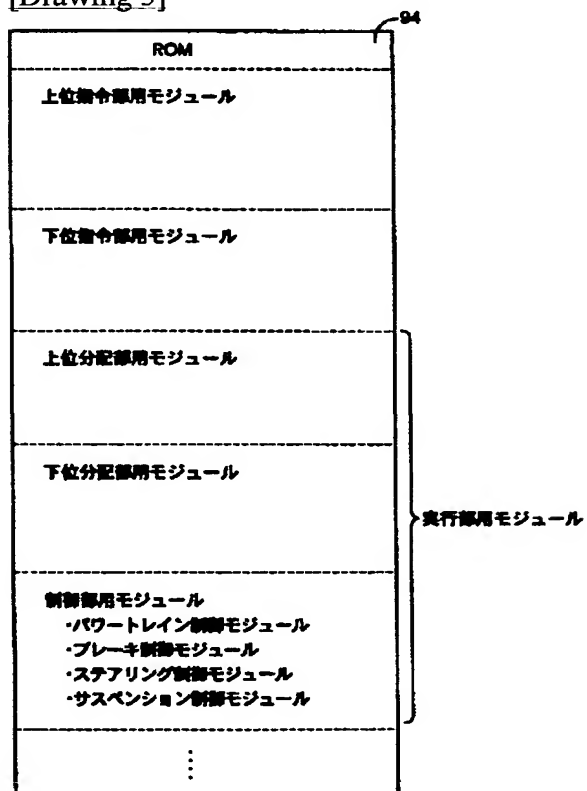 [Drawing 3]
94
ROM
上位指令部用モジュール
下位指令部用モジュール
上位分配部用モジュール
下位分配部用モジュール
実行部用モジュール
制御部用モジュール
・パワートレイン制御モジュール
・ブレーキ制御モジュール
・ステアリング制御モジュール
・サスペンション制御モジュール